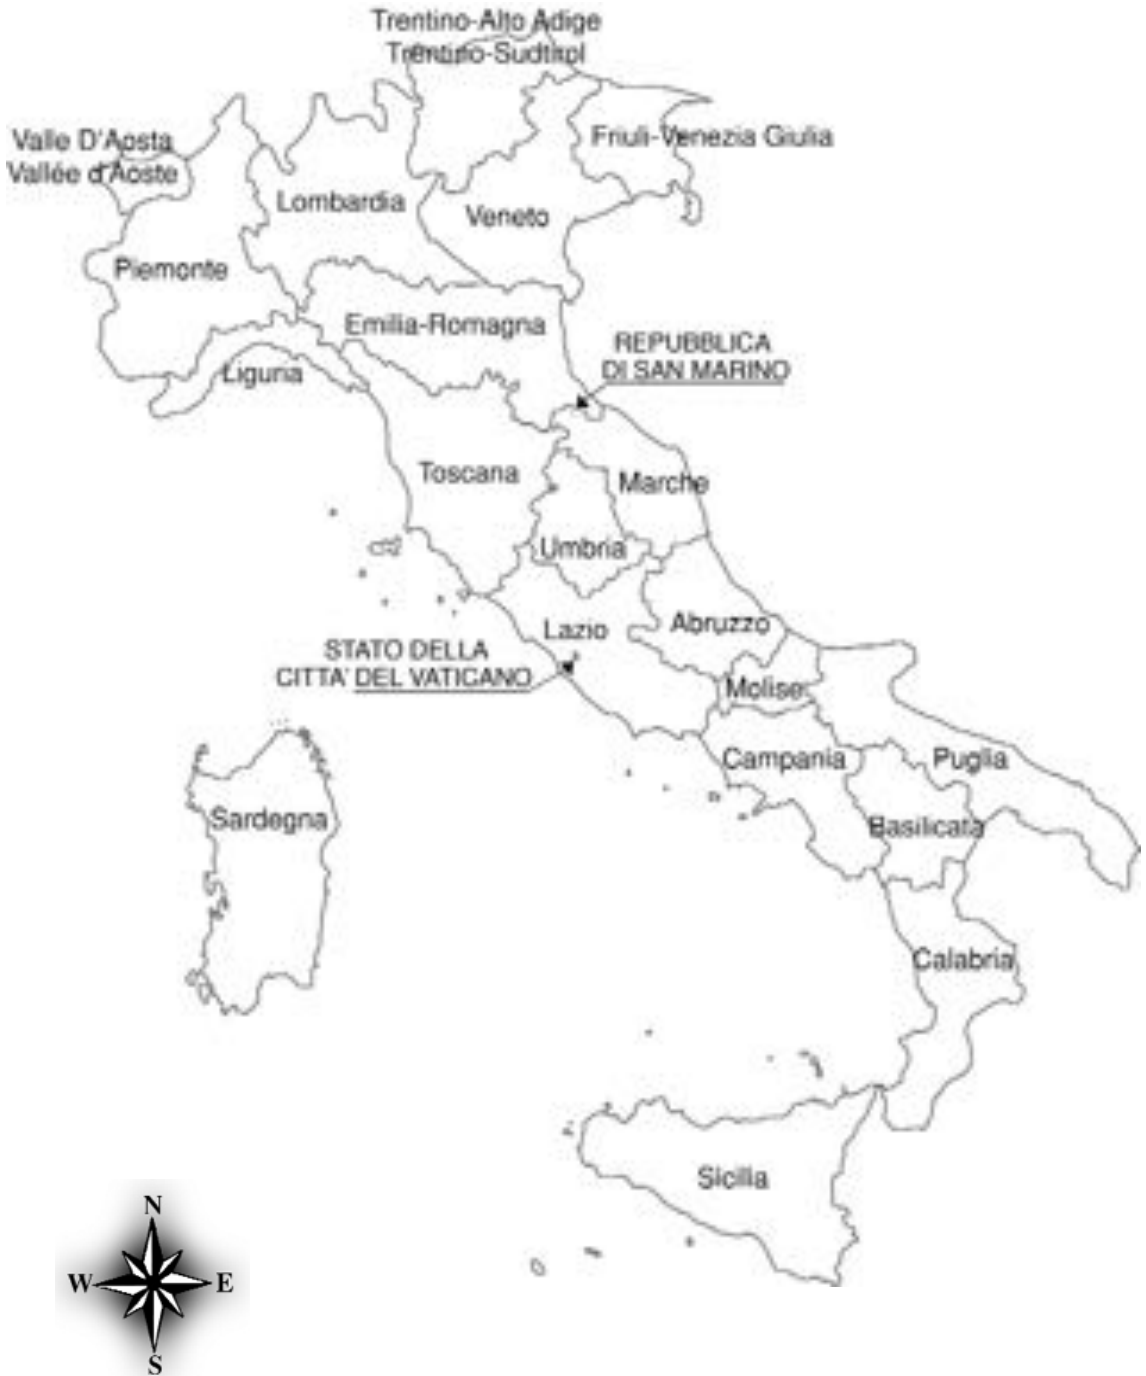 Trentino-Alto Adige
Trentino-Sudtirol
Friuli-Venezia Giulia
Valle D'Aosta
Vallée d'Aoste
Lombardia
Veneto
Piemonte
Emilia-Romagna
REPUBBLICA
DI SAN MARINO
Liguria
Toscana
Marche
Umbria
Lazio
Abruzzo
STATO DELLA
CITTA' DEL VATICANO
Molise
Campania
Puglia
Sardegna
Basilicata
Calabria
Sicilia
N
W
E
S